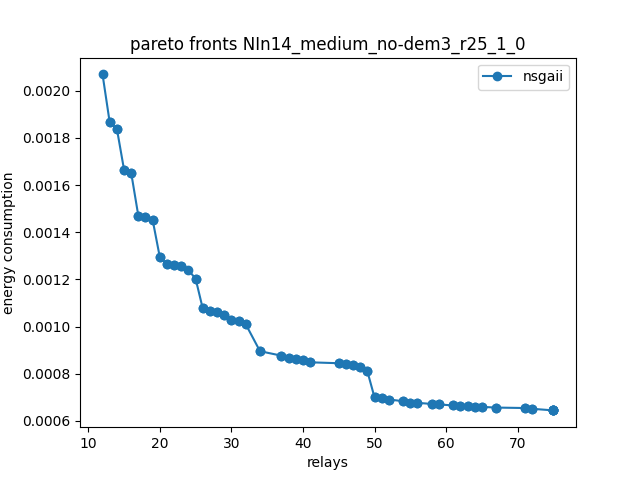 pareto fronts NIn14_medium_no-dem3_r25_1_0
nsgaii
energy consumption
0.0020
0.0018
0.0016
0.0014
0.0012
0.0010
0.0008
0.0006
10 20 30 40 50 60 70
relays